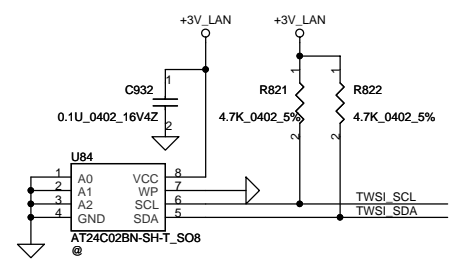 +3V_LAN +3V_LAN
C932 1 1 R821 1 R822
0.1U_0402_16V4Z 4.7K_0402_5% 4.7K_0402_5%
2 2 2
U84
1 A0 VCC 8
2 A1 WP 7
3 A2 SCL 6 TWSI_SCL
4 GND SDA 5 TWSI_SDA
AT24C02BN-SH-T_SO8
@